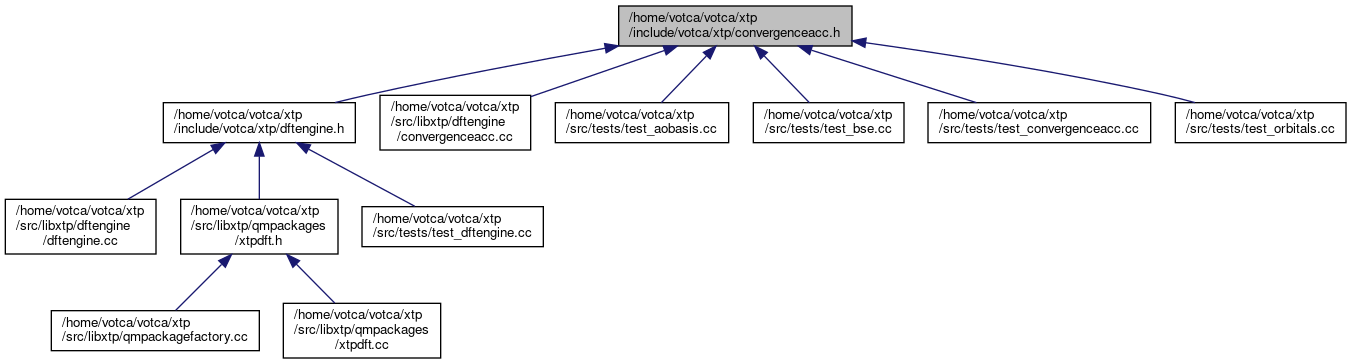 /home/votca/votca/xtp
/include/votca/xtp/convergenceacc.h
/home/votca/votca/xtp
/include/votca/xtp/dftengine.h
/home/votca/votca/xtp
/src/libxtp/dftengine
/convergenceacc.cc
/home/votca/votca/xtp
/src/tests/test_aobasis.cc
/home/votca/votca/xtp
/src/tests/test_bse.cc
/home/votca/votca/xtp
/src/tests/test_convergenceacc.cc
/home/votca/votca/xtp
/src/tests/test_orbitals.cc
/home/votca/votca/xtp
/src/libxtp/dftengine
/dftengine.cc
/home/votca/votca/xtp
/src/libxtp/qmpackages
/xtpdft.h
/home/votca/votca/xtp
/src/tests/test_dftengine.cc
/home/votca/votca/xtp
/src/libxtp/qmpackagefactory.cc
/home/votca/votca/xtp
/src/libxtp/qmpackages
/xtpdft.cc